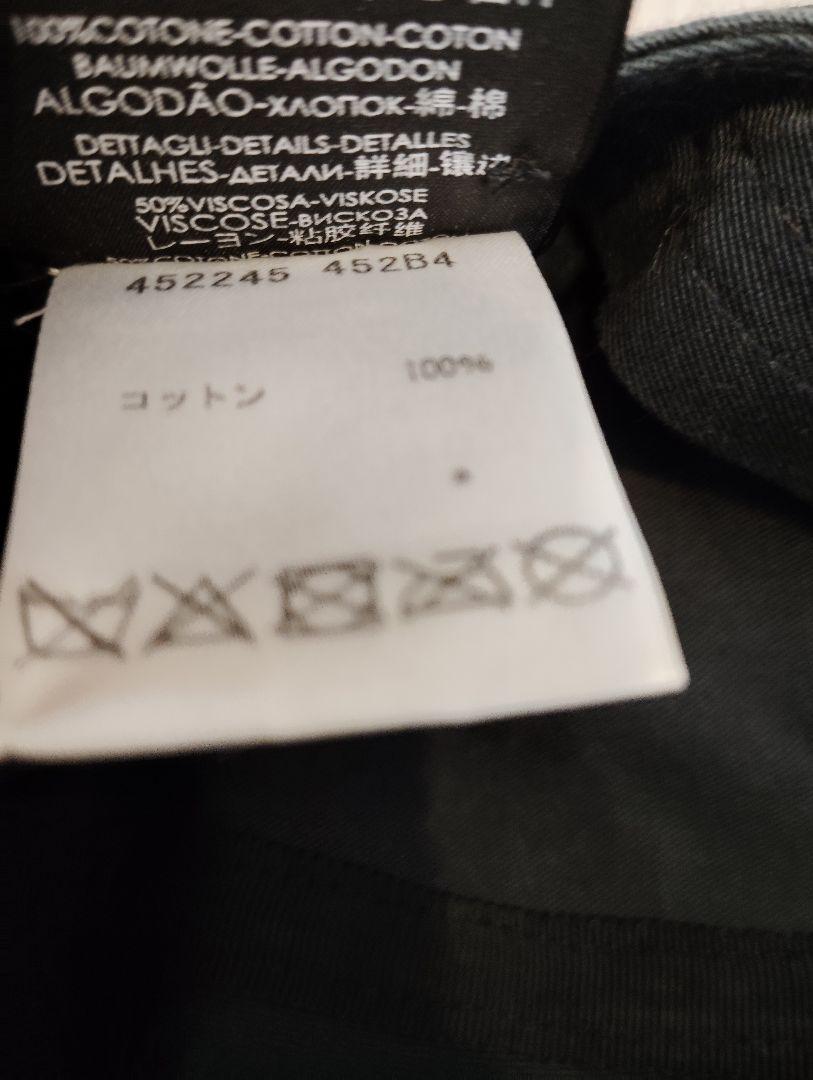 100%COTONE-COTTON-COTON
BAUMWOLLE-ALGODON
ALGODÃO-ХЛОПОК-綿-棉
DETTAGLI-DETAILS-DETALLES
DETALHES-ДЕТАЛИ-詳細-镶
50%VISCOSA-VISKOSE
VISCOSE-ВИСКОЗА
レーヨン-粘胶纤维
452245 452B4
コットン 100%